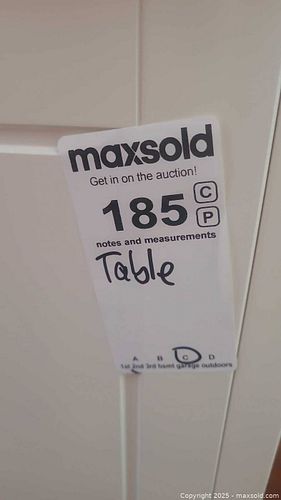 maxsold
Get in on the auction!
185 C
P
notes and measurements
Table
A B C D
1st 2nd 3rd bsmt garage outdoors
Copyright 2025 - maxsold.com